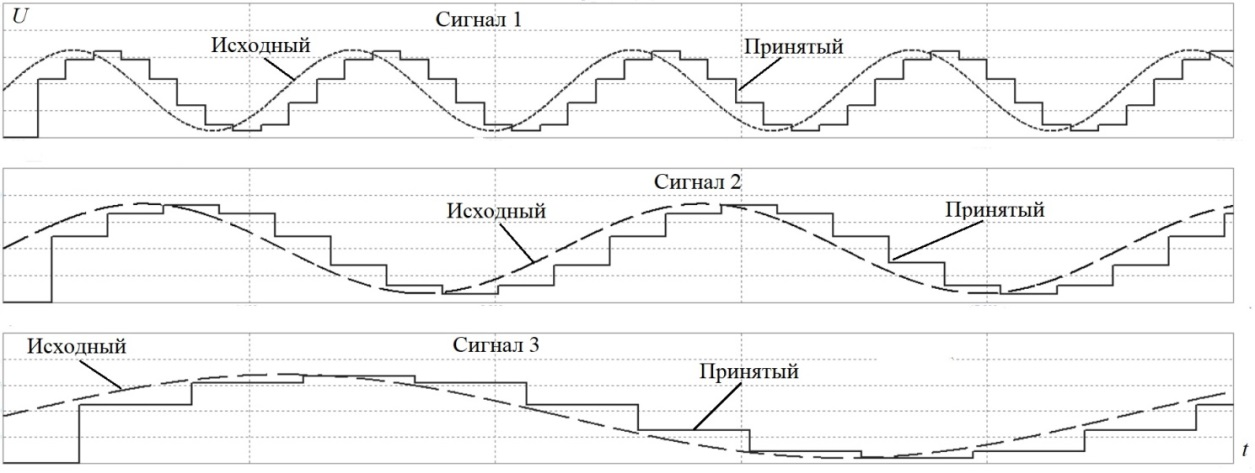 U
Сигнал 1
Исходный
Принятый
Сигнал 2
Исходный
Принятый
Исходный
Сигнал 3
Принятый
t